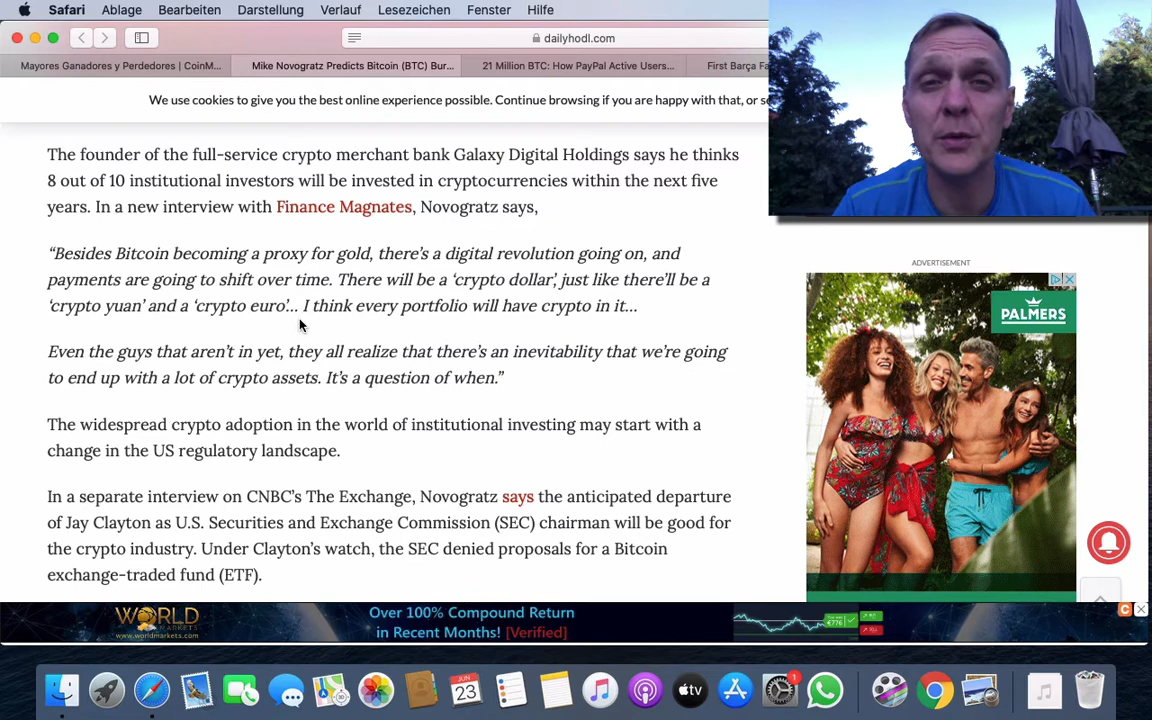 Safari Ablage Bearbeiten Darstellung Verlauf Lesezeichen Fenster Hilfe
dailyhodl.com
Mayores Ganadores y Perdedores | CoinM...
Mike Novogratz Predicts Bitcoin (BTC) Bur...
21 Million BTC: How PayPal Active Users...
First Barça Fa
We use cookies to give you the best online experience possible. Continue browsing if you are happy with that, or se
The founder of the full-service crypto merchant bank Galaxy Digital Holdings says he thinks
8 out of 10 institutional investors will be invested in cryptocurrencies within the next five
years. In a new interview with Finance Magnates, Novogratz says,
“Besides Bitcoin becoming a proxy for gold, there’s a digital revolution going on, and
payments are going to shift over time. There will be a ‘crypto dollar’, just like there’ll be a
‘crypto yuan’ and a ‘crypto euro’... I think every portfolio will have crypto in it...
Even the guys that aren’t in yet, they all realize that there’s an inevitability that we’re going
to end up with a lot of crypto assets. It’s a question of when.”
The widespread crypto adoption in the world of institutional investing may start with a
change in the US regulatory landscape.
In a separate interview on CNBC’s The Exchange, Novogratz says the anticipated departure
of Jay Clayton as U.S. Securities and Exchange Commission (SEC) chairman will be good for
the crypto industry. Under Clayton’s watch, the SEC denied proposals for a Bitcoin
exchange-traded fund (ETF).
ADVERTISEMENT
PALMERS
WORLD
MARKETS
www.worldmarkets.com
Over 100% Compound Return
in Recent Months! [Verified]
€776
JUN
23
tv
1